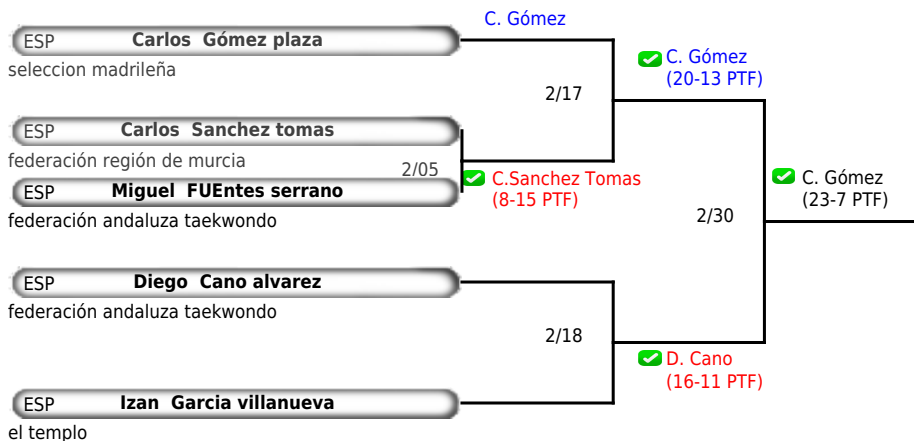 C. Gómez
ESP Carlos Gómez plaza
seleccion madrileña
C. Gómez
(20-13 PTF)
2/17
ESP Carlos Sanchez tomas
federación región de murcia
2/05
C.Sanchez Tomas
(8-15 PTF)
ESP Miguel FUEntes serrano
federación andaluza taekwondo
C. Gómez
(23-7 PTF)
2/30
ESP Diego Cano alvarez
federación andaluza taekwondo
2/18
D. Cano
(16-11 PTF)
ESP Izan Garcia villanueva
el templo